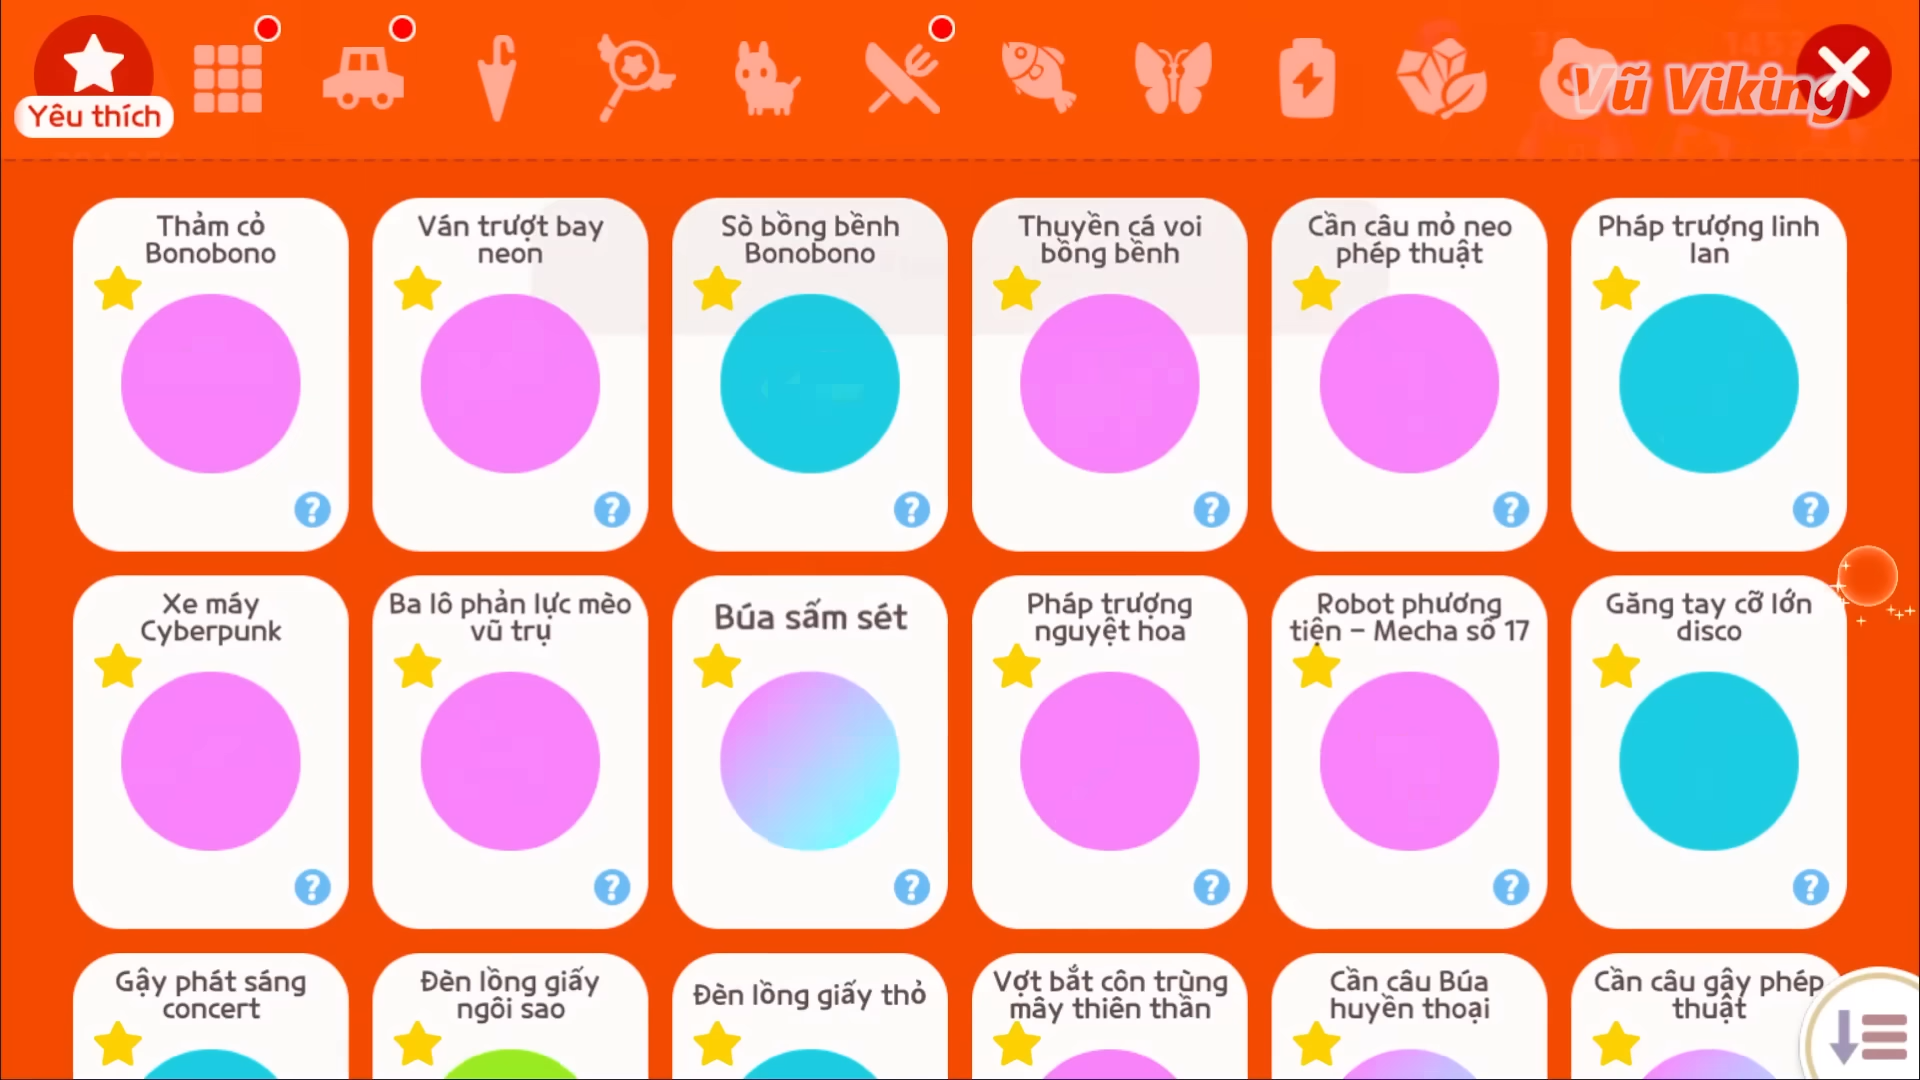 Vũ Viking
Yêu thích
Thảm cỏ
Bonobono
Ván trượt bay
neon
Sò bồng bềnh
Bonobono
Thuyền cá voi
bồng bềnh
Cần câu mỏ neo
phép thuật
Pháp trượng linh
lan
?
?
?
?
?
?
Xe máy
Cyberpunk
Ba lô phản lực mèo
vũ trụ
Búa sấm sét
Pháp trượng
nguyệt hoa
Robot phương
tiện – Mecha số 17
Găng tay cỡ lớn
disco
?
?
?
?
?
?
Gậy phát sáng
concert
Đèn lồng giấy
ngôi sao
Đèn lồng giấy thỏ
Vợt bắt côn trùng
mây thiên thần
Cần câu Búa
huyền thoại
Cần câu gậy phép
thuật